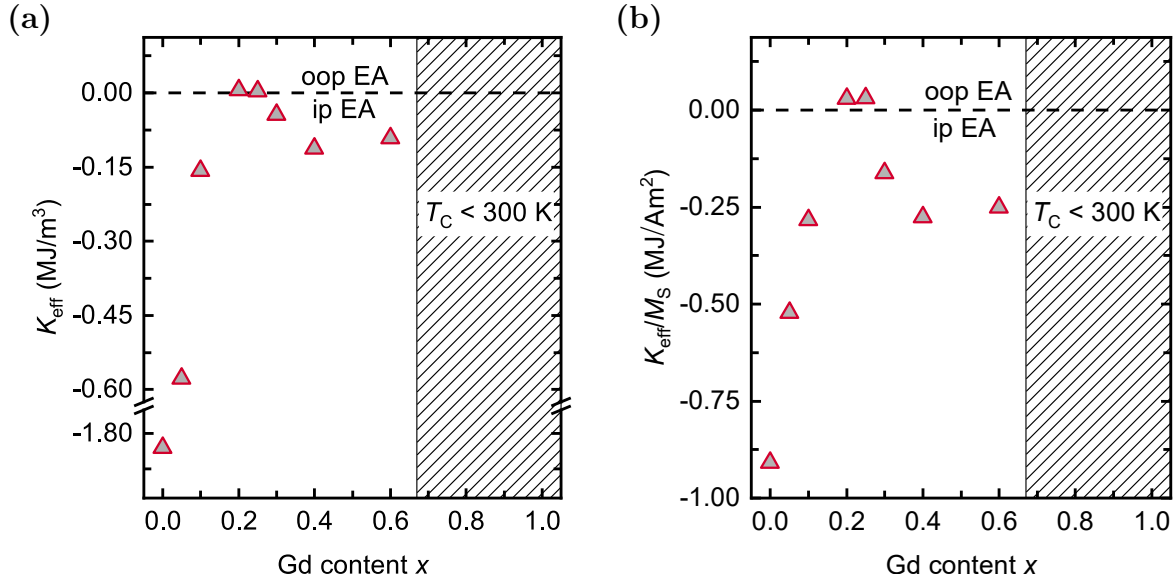 (a)
0.00
-0.15
-0.30
-0.45
-0.60
-1.80
K_eff (MJ/m³)
oop EA
ip EA
T_C < 300 K
0.0 0.2 0.4 0.6 0.8 1.0
Gd content x
(b)
0.00
-0.25
-0.50
-0.75
-1.00
K_eff/M_S (MJ/Am²)
oop EA
ip EA
T_C < 300 K
0.0 0.2 0.4 0.6 0.8 1.0
Gd content x